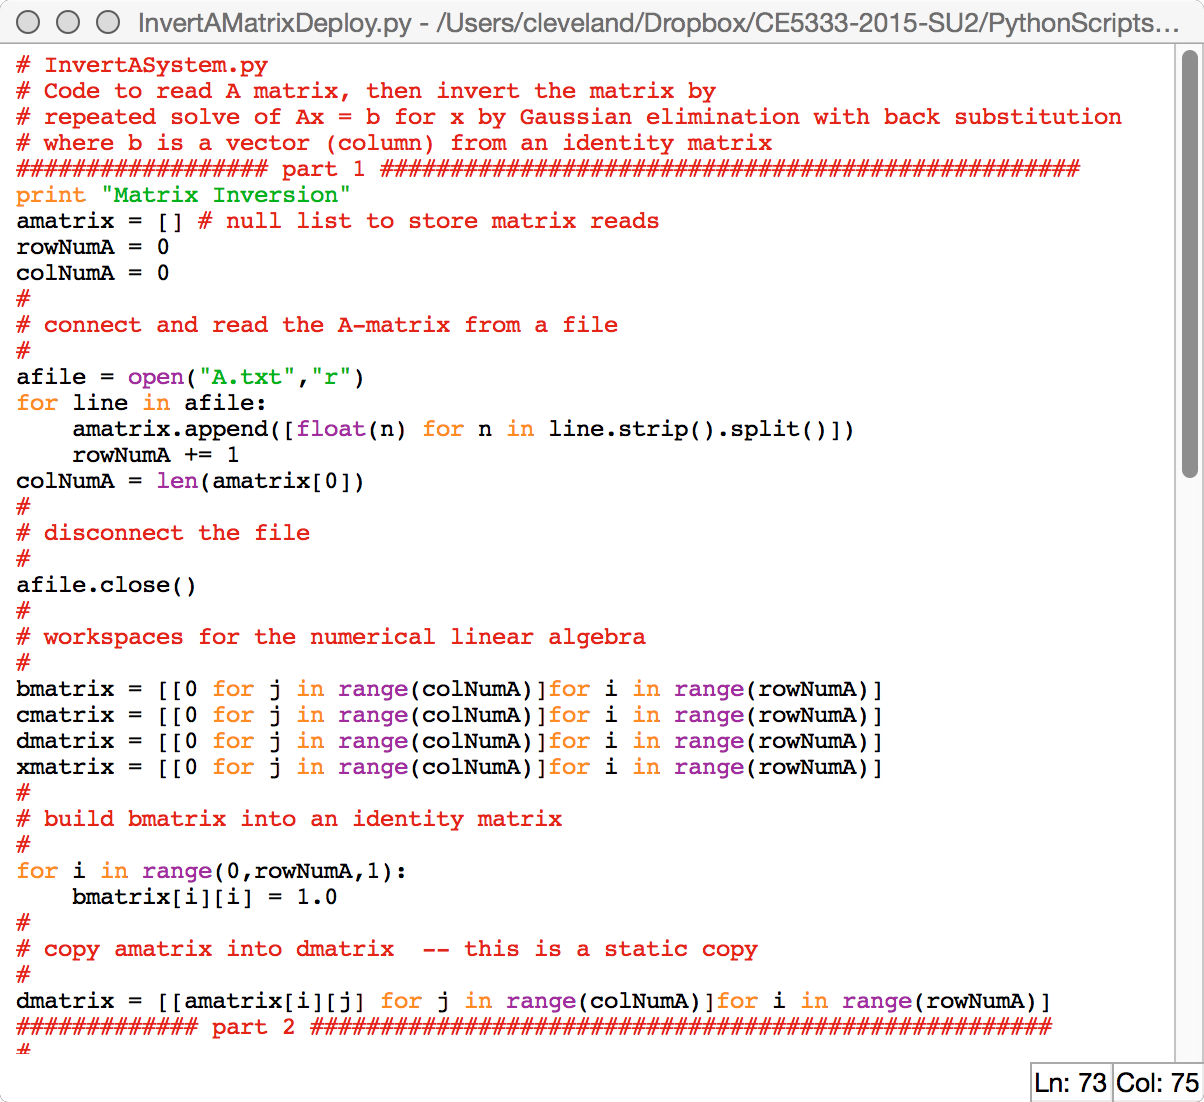 InvertAMatrixDeploy.py - /Users/cleveland/Dropbox/CE5333-2015-SU2/PythonScripts...
# InvertASystem.py
# Code to read A matrix, then invert the matrix by
# repeated solve of Ax = b for x by Gaussian elimination with back substitution
# where b is a vector (column) from an identity matrix
################## part 1 ##################################################
print "Matrix Inversion"
amatrix = [] # null list to store matrix reads
rowNumA = 0
colNumA = 0
#
# connect and read the A-matrix from a file
#
afile = open("A.txt","r")
for line in afile:
    amatrix.append([float(n) for n in line.strip().split()])
    rowNumA += 1
colNumA = len(amatrix[0])
#
# disconnect the file
#
afile.close()
#
# workspaces for the numerical linear algebra
#
bmatrix = [[0 for j in range(colNumA)]for i in range(rowNumA)]
cmatrix = [[0 for j in range(colNumA)]for i in range(rowNumA)]
dmatrix = [[0 for j in range(colNumA)]for i in range(rowNumA)]
xmatrix = [[0 for j in range(colNumA)]for i in range(rowNumA)]
#
# build bmatrix into an identity matrix
#
for i in range(0,rowNumA,1):
    bmatrix[i][i] = 1.0
#
# copy amatrix into dmatrix  -- this is a static copy
#
dmatrix = [[amatrix[i][j] for j in range(colNumA)]for i in range(rowNumA)]
############# part 2 #####################################################
#
Ln: 73 Col: 75